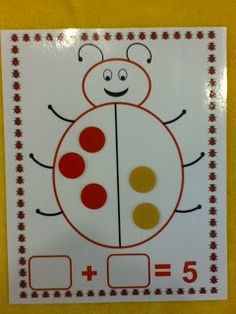 + = 5